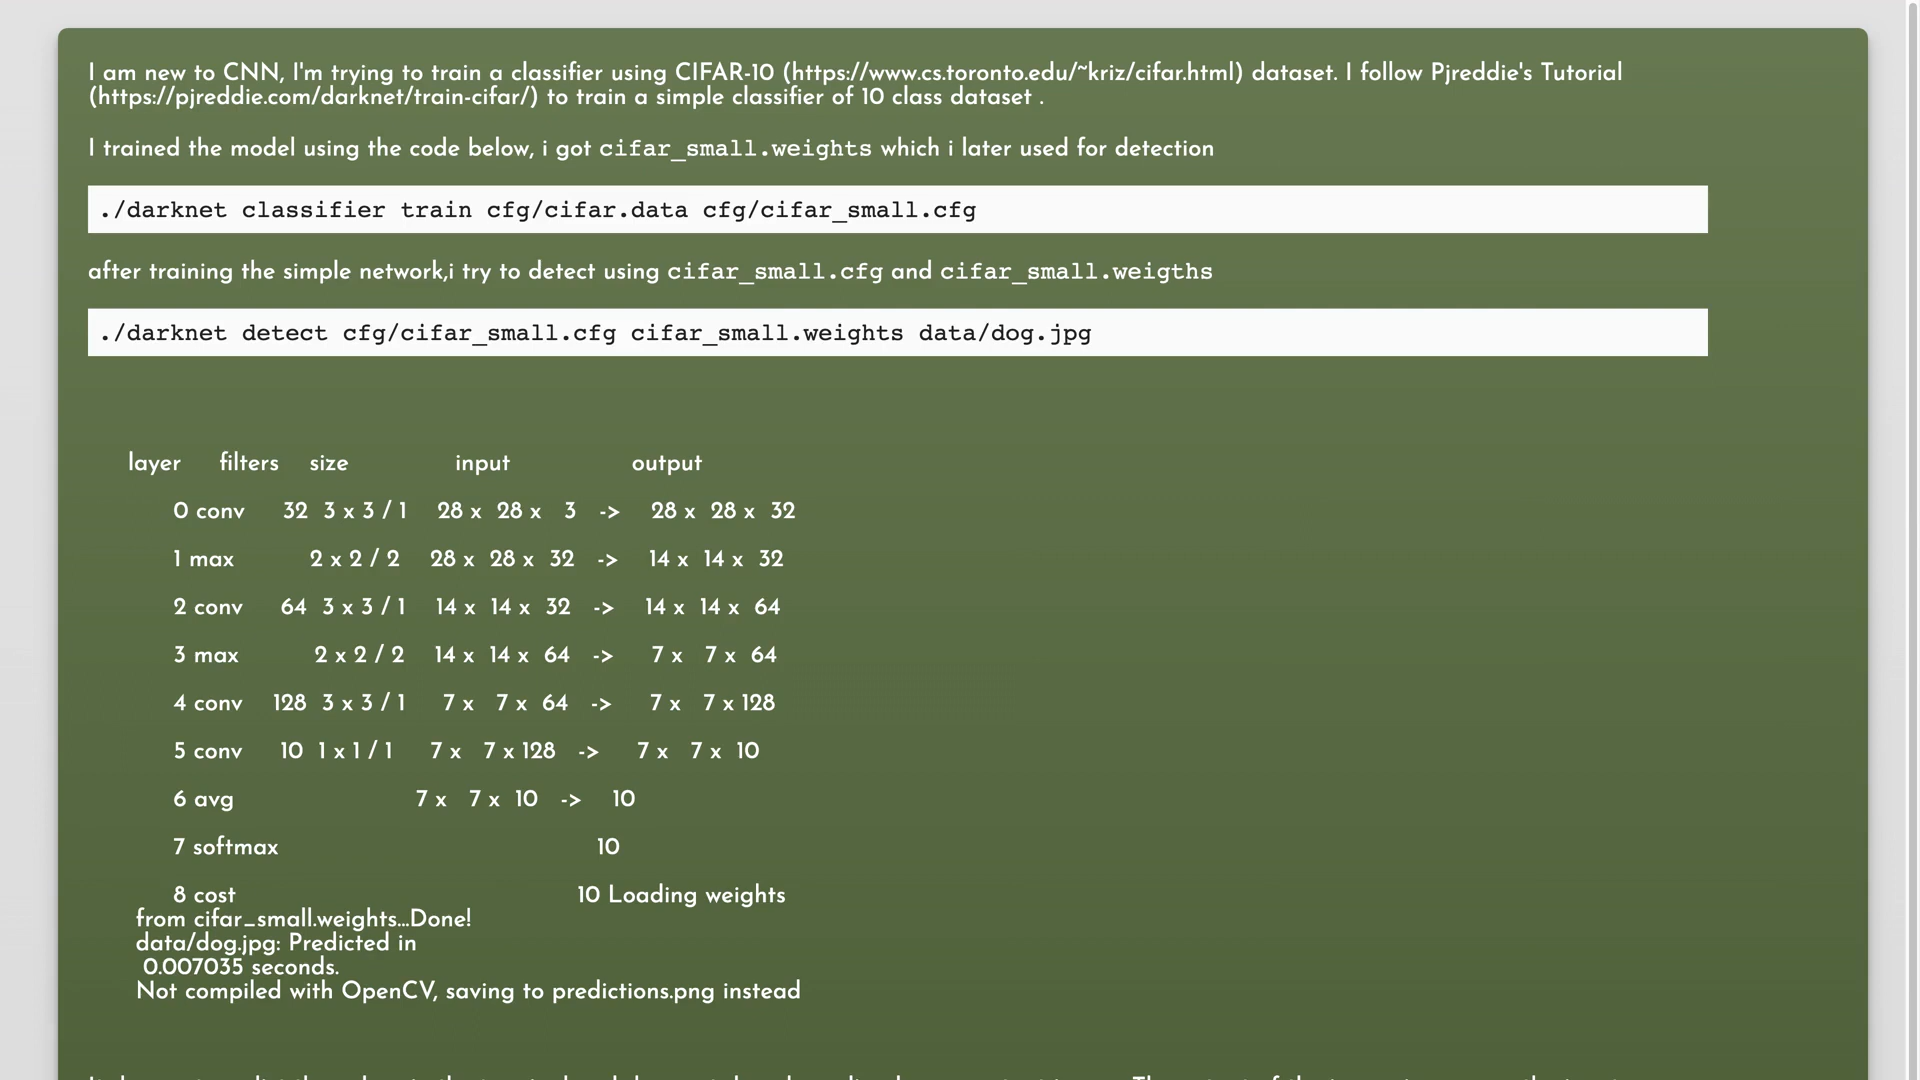 I am new to CNN, I'm trying to train a classifier using CIFAR-10 (https://www.cs.toronto.edu/~kriz/cifar.html) dataset. I follow Pjreddie's Tutorial
(https://pjreddie.com/darknet/train-cifar/) to train a simple classifier of 10 class dataset .
I trained the model using the code below, i got cifar_small.weights which i later used for detection
./darknet classifier train cfg/cifar.data cfg/cifar_small.cfg
after training the simple network,i try to detect using cifar_small.cfg and cifar_small.weigths
./darknet detect cfg/cifar_small.cfg cifar_small.weights data/dog.jpg
layer filters size input output
0 conv 32 3 x 3 / 1 28 x 28 x 3 -> 28 x 28 x 32
1 max 2 x 2 / 2 28 x 28 x 32 -> 14 x 14 x 32
2 conv 64 3 x 3 / 1 14 x 14 x 32 -> 14 x 14 x 64
3 max 2 x 2 / 2 14 x 14 x 64 -> 7 x 7 x 64
4 conv 128 3 x 3 / 1 7 x 7 x 64 -> 7 x 7 x 128
5 conv 10 1 x 1 / 1 7 x 7 x 128 -> 7 x 7 x 10
6 avg 7 x 7 x 10 -> 10
7 softmax 10
8 cost 10 Loading weights
from cifar_small.weights...Done!
data/dog.jpg: Predicted in
0.007035 seconds.
Not compiled with OpenCV, saving to predictions.png instead